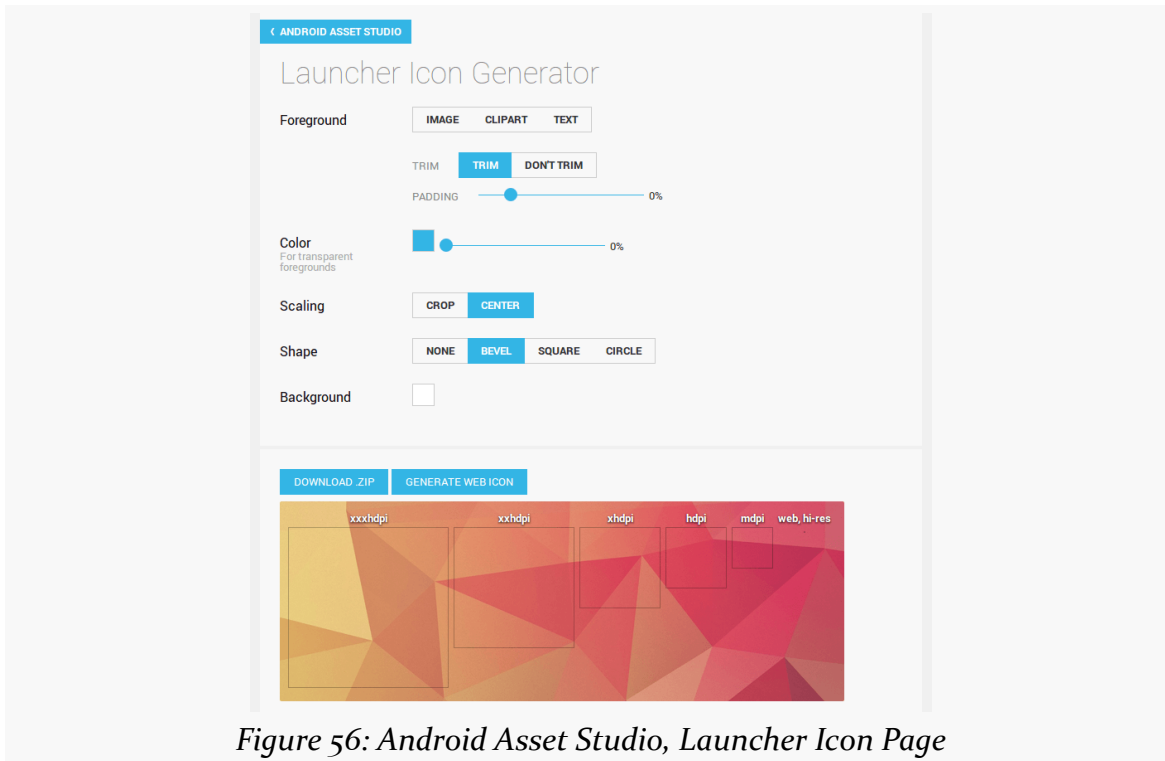 ‹ ANDROID ASSET STUDIO
Launcher Icon Generator
Foreground IMAGE CLIPART TEXT
TRIM TRIM DON'T TRIM
PADDING 0%
Color 0%
For transparent
foregrounds
Scaling CROP CENTER
Shape NONE BEVEL SQUARE CIRCLE
Background
DOWNLOAD .ZIP GENERATE WEB ICON
xxxhdpi xxhdpi xhdpi hdpi mdpi web, hi-res
Figure 56: Android Asset Studio, Launcher Icon Page